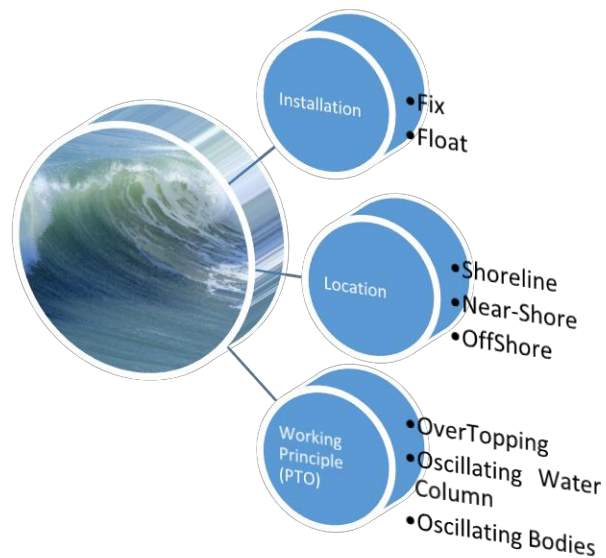 Installation
•Fix
•Float
Location
•Shoreline
•Near-Shore
•OffShore
Working
Principle
(PTO)
•OverTopping
•Oscillating Water
Column
•Oscillating Bodies